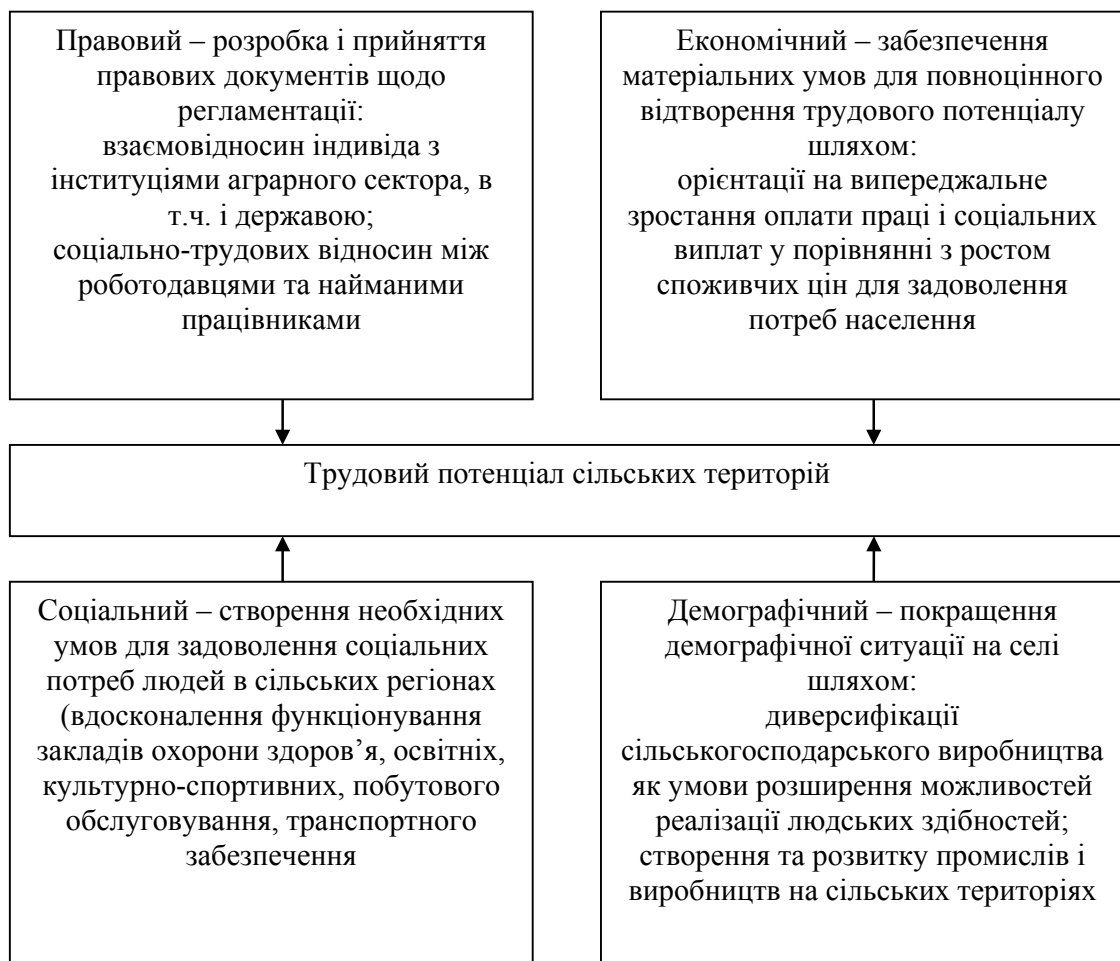 Правовий – розробка і прийняття
правових документів щодо
регламентації:
взаємовідносин індивіда з
інституціями аграрного сектора, в
т.ч. і державою;
соціально-трудових відносин між
роботодавцями та найманими
працівниками
Економічний – забезпечення
матеріальних умов для повноцінного
відтворення трудового потенціалу
шляхом:
орієнтації на випереджальне
зростання оплати праці і соціальних
виплат у порівнянні з ростом
споживчих цін для задоволення
потреб населення
Трудовий потенціал сільських територій
Соціальний – створення необхідних
умов для задоволення соціальних
потреб людей в сільських регіонах
(вдосконалення функціонування
закладів охорони здоров’я, освітніх,
культурно-спортивних, побутового
обслуговування, транспортного
забезпечення
Демографічний – покращення
демографічної ситуації на селі
шляхом:
диверсифікації
сільськогосподарського виробництва
як умови розширення можливостей
реалізації людських здібностей;
створення та розвитку промислів і
виробництв на сільських територіях